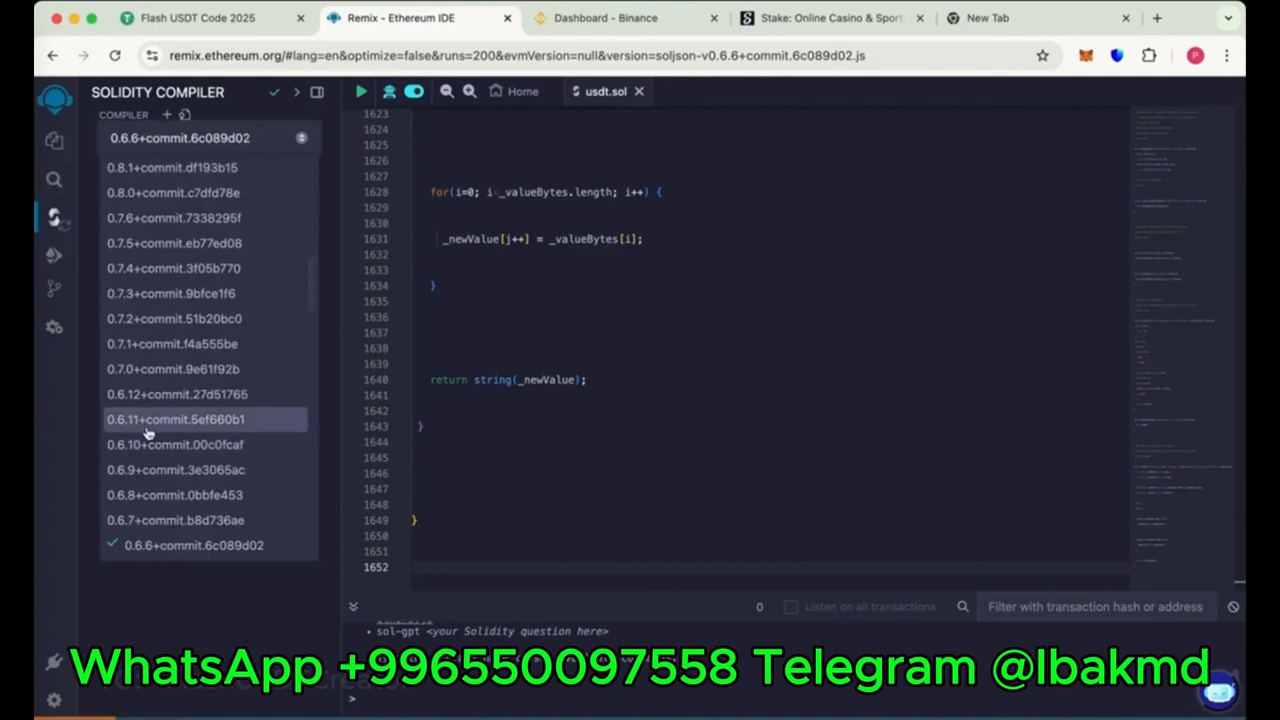 Flash USDT Code 2025
Remix - Ethereum IDE
Dashboard - Binance
Stake: Online Casino & Sport
New Tab
remix.ethereum.org/#lang=en&optimize=false&runs=200&evmVersion=null&version=soljson-v0.6.6+commit.6c089d02.js
P
SOLIDITY COMPILER
COMPILER
0.6.6+commit.6c089d02
0.8.1+commit.df193b15
0.8.0+commit.c7dfd78e
0.7.6+commit.7338295f
0.7.5+commit.eb77ed08
0.7.4+commit.3f05b770
0.7.3+commit.9bfce1f6
0.7.2+commit.51b20bc0
0.7.1+commit.f4a555be
0.7.0+commit.9e61f92b
0.6.12+commit.27d51765
0.6.11+commit.5ef660b1
0.6.10+commit.00c0fcaf
0.6.9+commit.3e3065ac
0.6.8+commit.0bbfe453
0.6.7+commit.b8d736ae
0.6.6+commit.6c089d02
Home
usdt.sol
1623
1624
1625
1626
1627
1628 for(i=0; i<_valueBytes.length; i++) {
1629
1630
1631 _newValue[j++] = _valueBytes[i];
1632
1633
1634 }
1635
1636
1637
1638
1639
1640 return string(_newValue);
1641
1642
1643 }
1644
1645
1646
1647
1648
1649 }
1650
1651
1652
0
Listen on all transactions
Filter with transaction hash or address
• sol-gpt <your Solidity question here>
WhatsApp +996550097558 Telegram @lbakmd
>